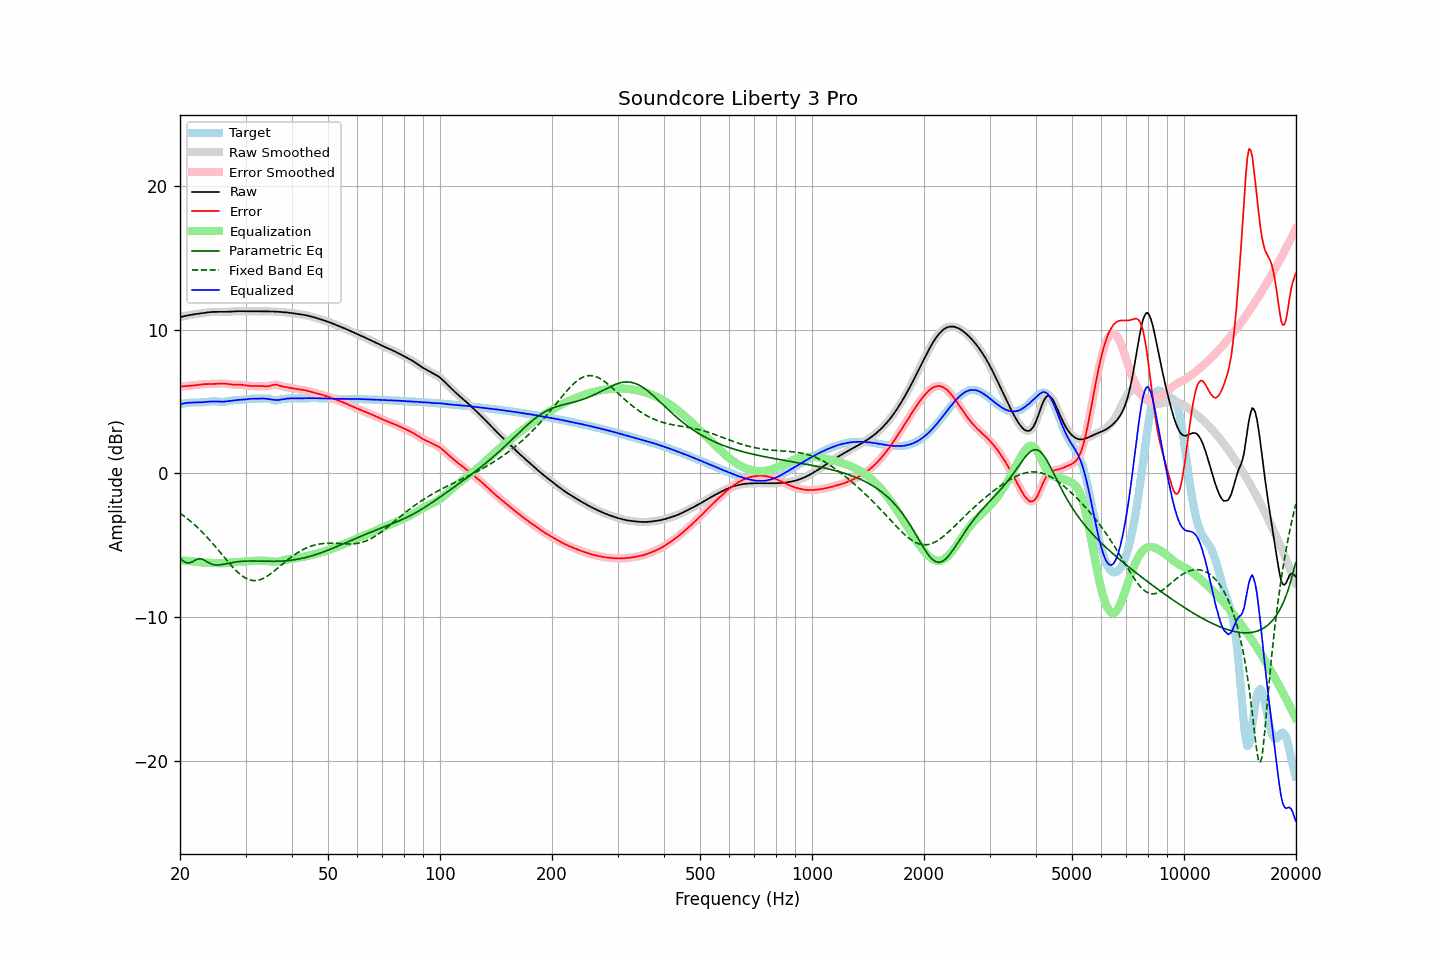 Soundcore Liberty 3 Pro
Target
Raw Smoothed
Error Smoothed
Raw
Error
Equalization
Parametric Eq
Fixed Band Eq
Equalized
Amplitude (dBr)
20
10
0
−10
−20
20
50
100
200
500
1000
2000
5000
10000
20000
Frequency (Hz)